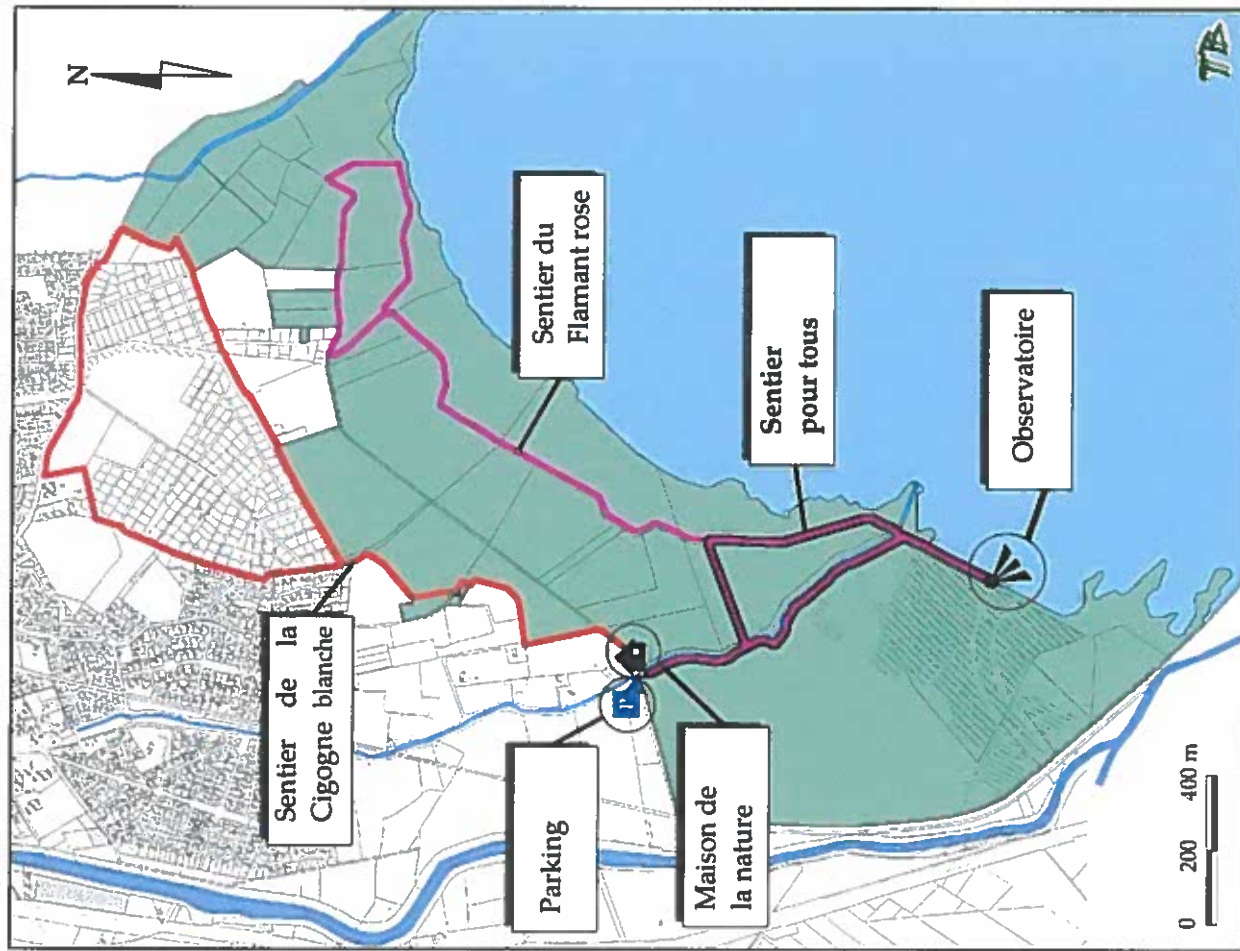 N
Sentier du
Flamant rose
Sentier
pour tous
Observatoire
Sentier de la
Cigogne blanche
Parking
P
Maison de
la nature
0 200 400 m
TB